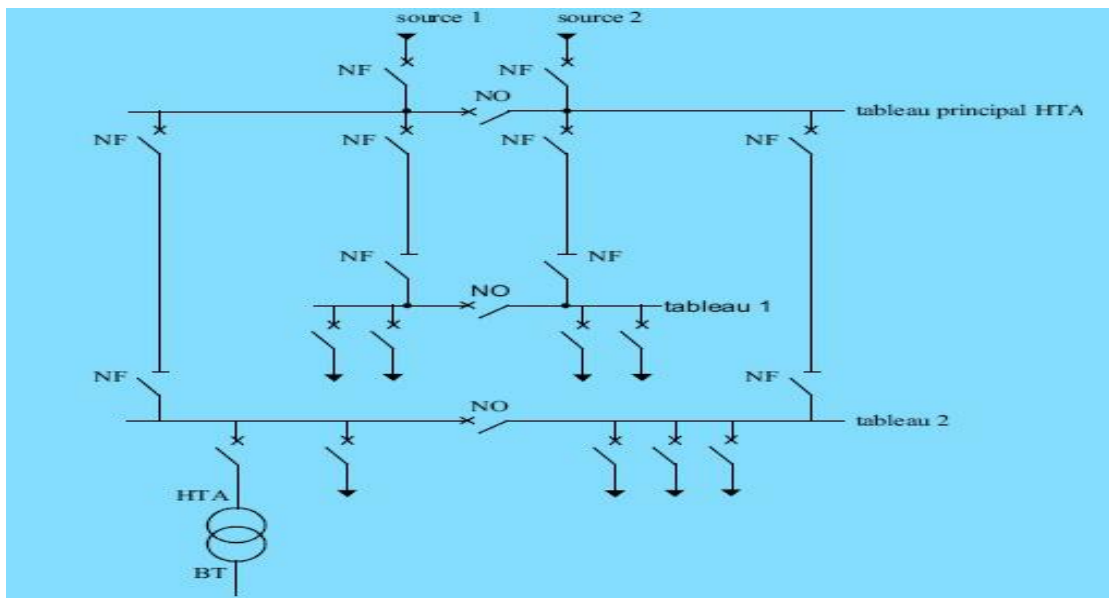 source 1 source 2
NF NF
NO
tableau principal HTA
NF NF NF NF
NF NF
NO
tableau 1
NF NF
NO
tableau 2
HTA
BT